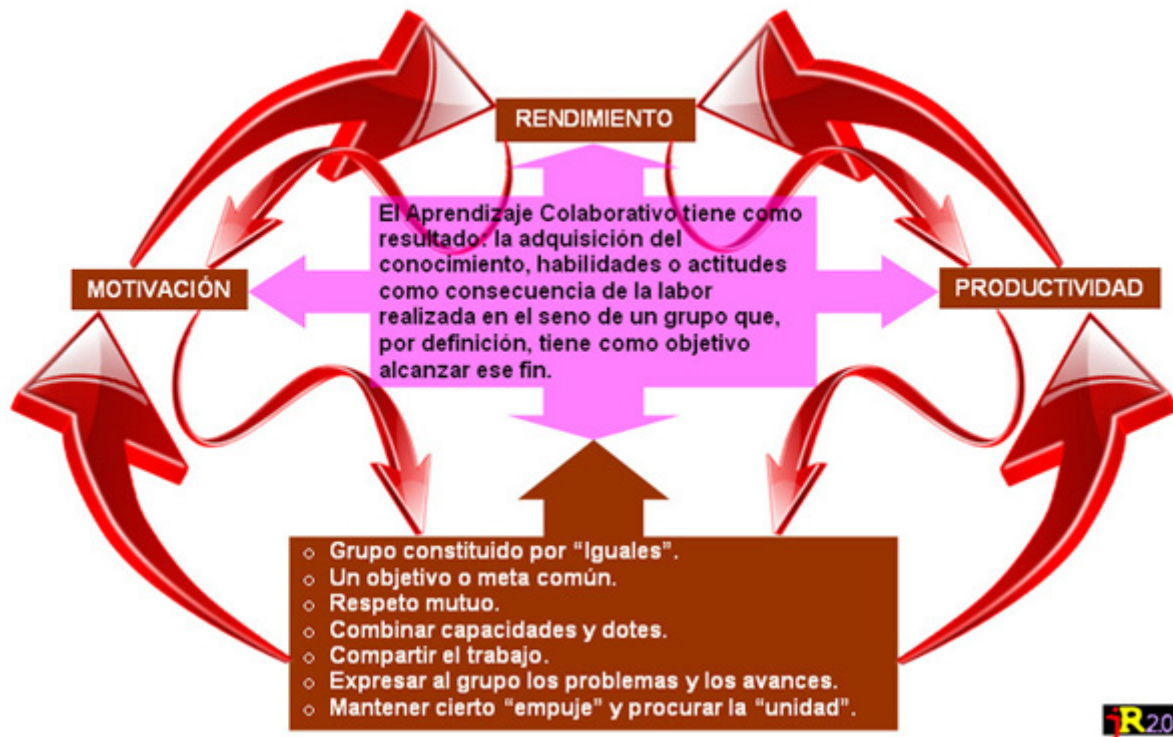 RENDIMIENTO
El Aprendizaje Colaborativo tiene como
resultado: la adquisición del
conocimiento, habilidades o actitudes
como consecuencia de la labor
realizada en el seno de un grupo que,
por definición, tiene como objetivo
alcanzar ese fin.
MOTIVACIÓN
PRODUCTIVIDAD
○ Grupo constituido por “Iguales”.
○ Un objetivo o meta común.
○ Respeto mutuo.
○ Combinar capacidades y dotes.
○ Compartir el trabajo.
○ Expresar al grupo los problemas y los avances.
○ Mantener cierto “empuje” y procurar la “unidad”.
jR 2.0